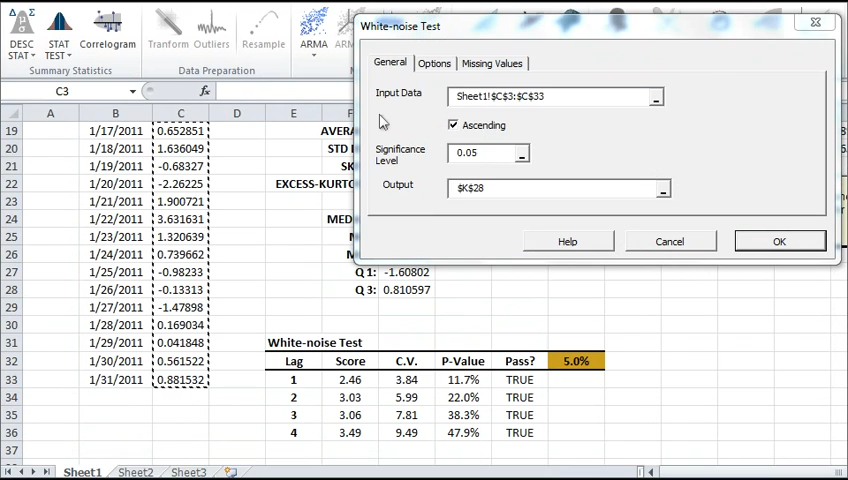 White-noise Test
DESC STAT
STAT TEST
Correlogram
Tranform
Outliers
Resample
ARMA
Summary Statistics
Data Preparation
General
Options
Missing Values
Input Data
Sheet1!$C$3:$C$33
Ascending
Significance
Level
0.05
Output
$K$28
Help
Cancel
OK
C3
fx
A B C D E
19 1/17/2011 0.652851 AVERA
20 1/18/2011 1.636049 STD
21 1/19/2011 -0.68327 SK
22 1/20/2011 -2.26225 EXCESS-KURTO
23 1/21/2011 1.900721
24 1/22/2011 3.631631 MED
25 1/23/2011 1.320639
26 1/24/2011 0.739662
27 1/25/2011 -0.98233 Q 1: -1.60802
28 1/26/2011 -0.13313 Q 3: 0.810597
29 1/27/2011 -1.47898
30 1/28/2011 0.169034
31 1/29/2011 0.041848 White-noise Test
32 1/30/2011 0.561522 Lag Score C.V. P-Value Pass? 5.0%
33 1/31/2011 0.881532 1 2.46 3.84 11.7% TRUE
34 2 3.03 5.99 22.0% TRUE
35 3 3.06 7.81 38.3% TRUE
36 4 3.49 9.49 47.9% TRUE
37
Sheet1 Sheet2 Sheet3